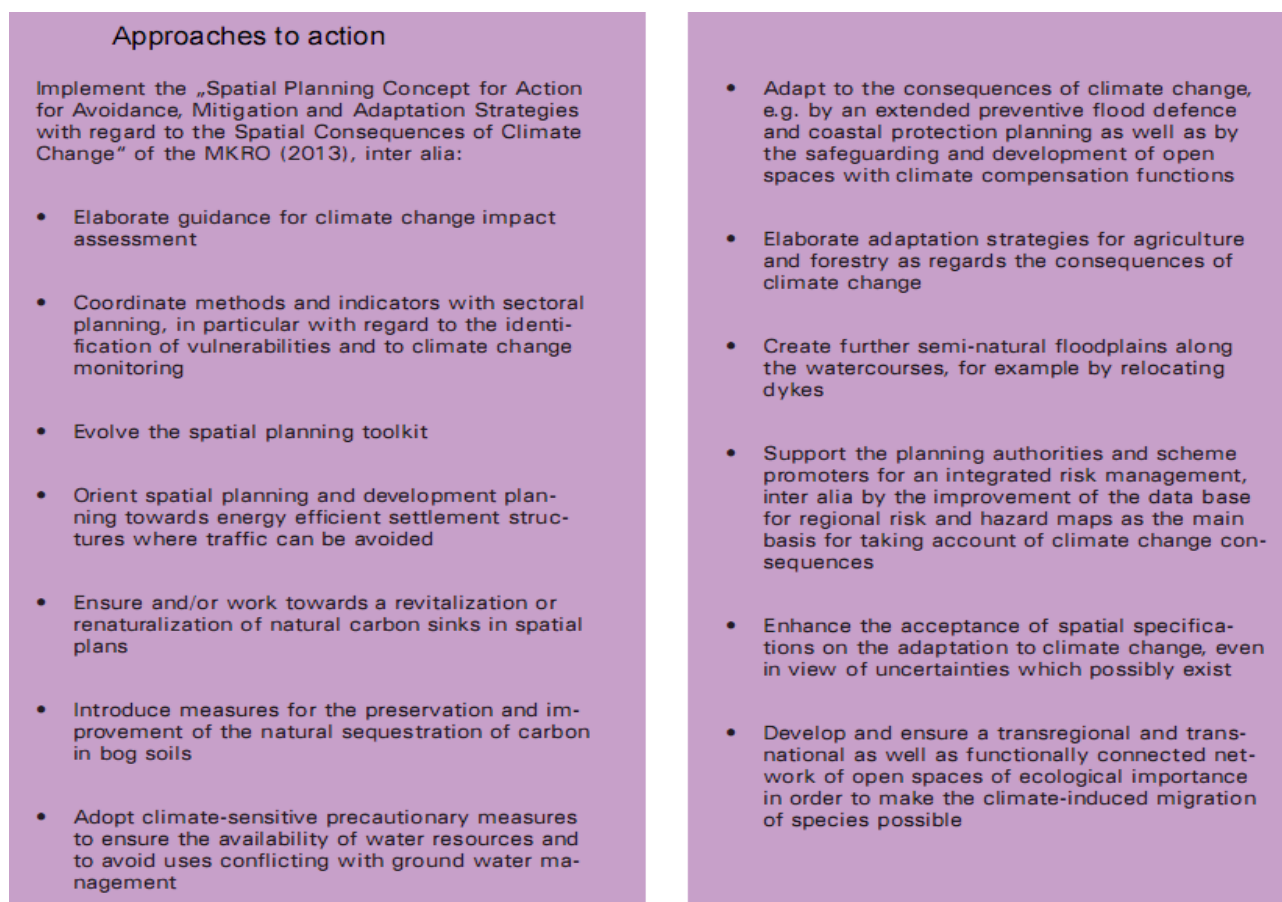 Approaches to action
Implement the „Spatial Planning Concept for Action
for Avoidance, Mitigation and Adaptation Strategies
with regard to the Spatial Consequences of Climate
Change“ of the MKRO (2013), inter alia:
• Elaborate guidance for climate change impact
assessment
• Coordinate methods and indicators with sectoral
planning, in particular with regard to the identi-
fication of vulnerabilities and to climate change
monitoring
• Evolve the spatial planning toolkit
• Orient spatial planning and development plan-
ning towards energy efficient settlement struc-
tures where traffic can be avoided
• Ensure and/or work towards a revitalization or
renaturalization of natural carbon sinks in spatial
plans
• Introduce measures for the preservation and im-
provement of the natural sequestration of carbon
in bog soils
• Adopt climate-sensitive precautionary measures
to ensure the availability of water resources and
to avoid uses conflicting with ground water ma-
nagement
• Adapt to the consequences of climate change,
e.g. by an extended preventive flood defence
and coastal protection planning as well as by
the safeguarding and development of open
spaces with climate compensation functions
• Elaborate adaptation strategies for agriculture
and forestry as regards the consequences of
climate change
• Create further semi-natural floodplains along
the watercourses, for example by relocating
dykes
• Support the planning authorities and scheme
promoters for an integrated risk management,
inter alia by the improvement of the data base
for regional risk and hazard maps as the main
basis for taking account of climate change con-
sequences
• Enhance the acceptance of spatial specifica-
tions on the adaptation to climate change, even
in view of uncertainties which possibly exist
• Develop and ensure a transregional and trans-
national as well as functionally connected net-
work of open spaces of ecological importance
in order to make the climate-induced migration
of species possible